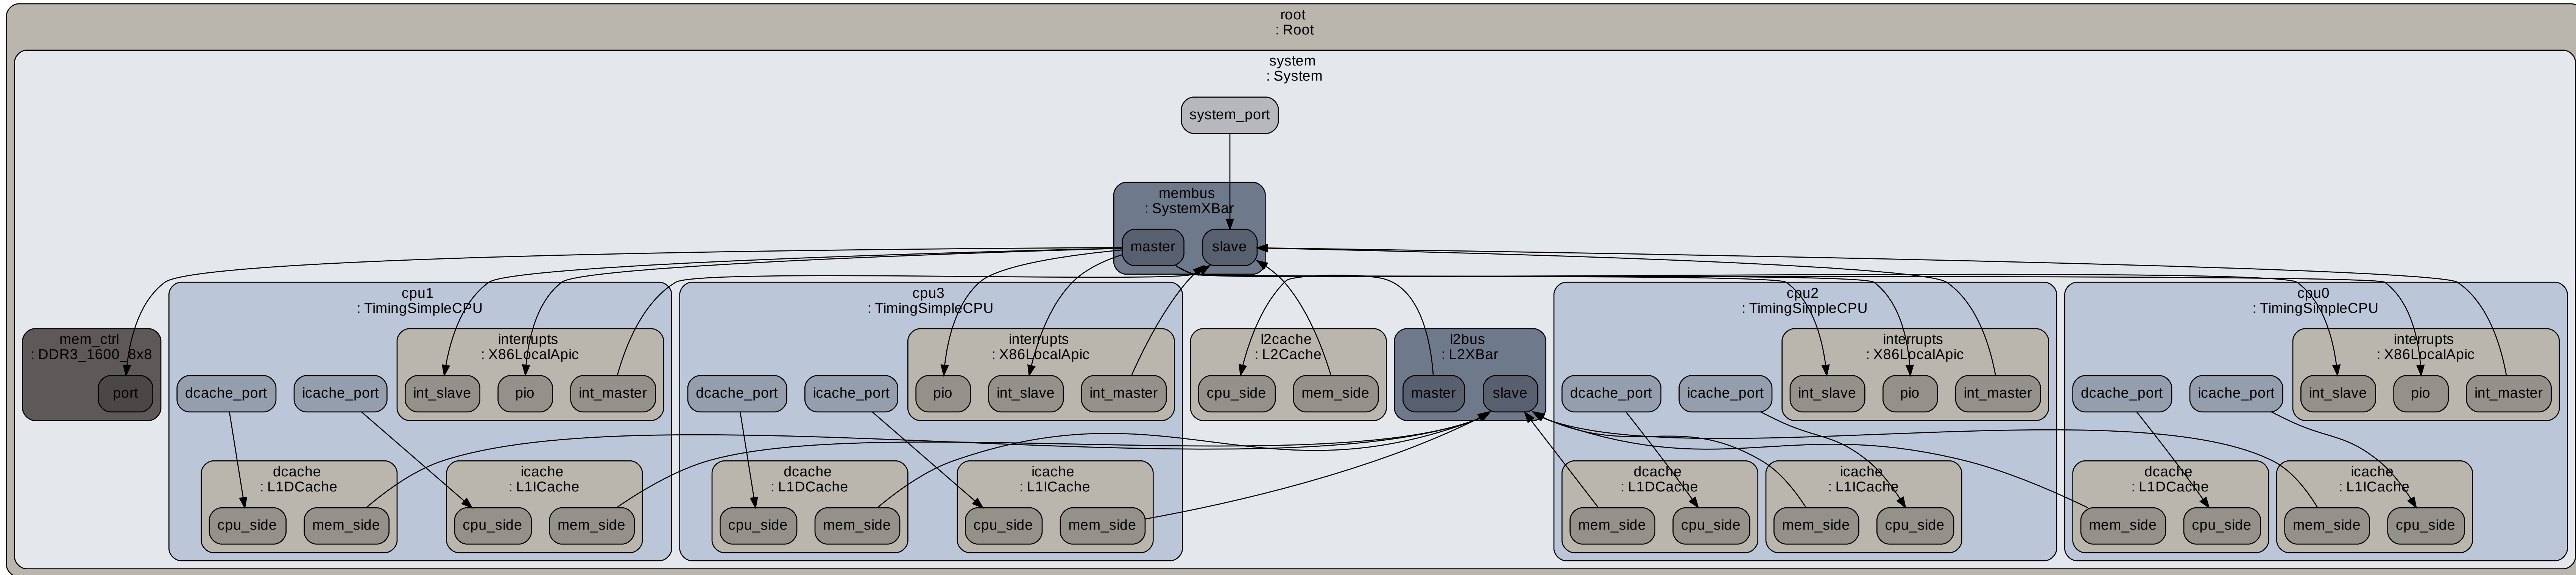 root
: Root
system
: System
system_port
membus
: SystemXBar
master
slave
mem_ctrl
: DDR3_1600_8x8
port
cpu1
: TimingSimpleCPU
interrupts
: X86LocalApic
dcache_port
icache_port
int_slave
pio
int_master
dcache
: L1DCache
cpu_side
mem_side
icache
: L1ICache
cpu_side
mem_side
cpu3
: TimingSimpleCPU
interrupts
: X86LocalApic
dcache_port
icache_port
pio
int_slave
int_master
dcache
: L1DCache
cpu_side
mem_side
icache
: L1ICache
cpu_side
mem_side
l2cache
: L2Cache
cpu_side
mem_side
l2bus
: L2XBar
master
slave
cpu2
: TimingSimpleCPU
interrupts
: X86LocalApic
dcache_port
icache_port
int_slave
pio
int_master
dcache
: L1DCache
mem_side
cpu_side
icache
: L1ICache
mem_side
cpu_side
cpu0
: TimingSimpleCPU
interrupts
: X86LocalApic
dcache_port
icache_port
int_slave
pio
int_master
dcache
: L1DCache
mem_side
cpu_side
icache
: L1ICache
mem_side
cpu_side